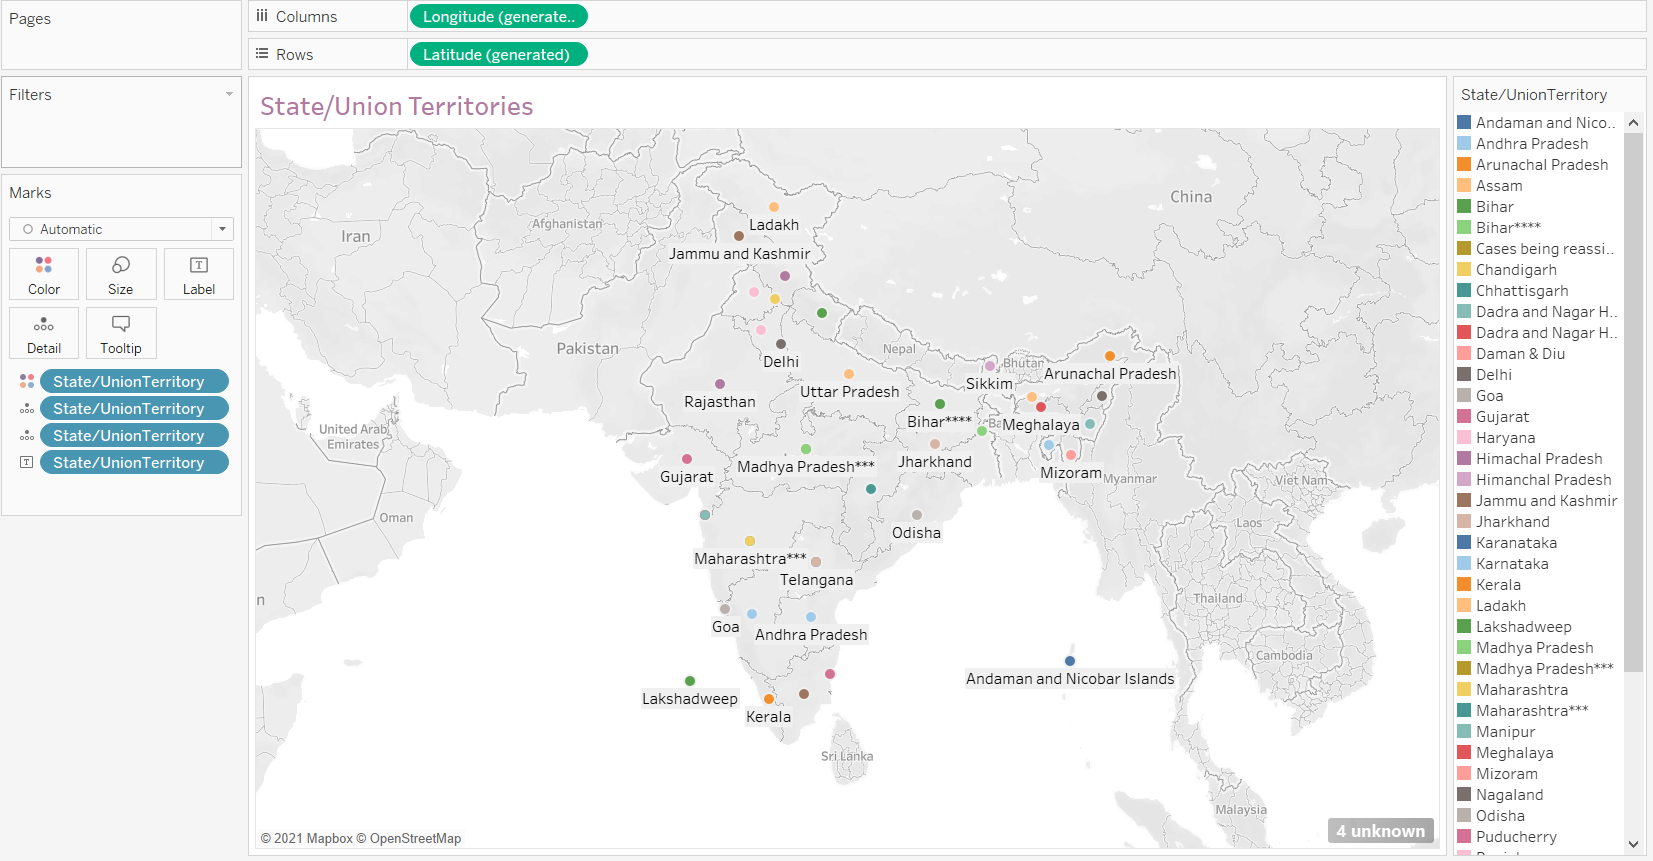 Pages
Columns
Longitude (generate..
Rows
Latitude (generated)
Filters
Marks
Automatic
Color
Size
Label
Detail
Tooltip
State/UnionTerritory
State/UnionTerritory
State/UnionTerritory
State/UnionTerritory
State/Union Territories
China
Ladakh
Afghanistan
Iran
Jammu and Kashmir
Pakistan
Nepal
Delhi
Bhutan
Sikkim
Arunachal Pradesh
Uttar Pradesh
Rajasthan
Bihar****
Ba
Meghalaya
United Arab
Emirates
Madhya Pradesh***
Jharkhand
Mizoram
Myanmar
Gujarat
Viet Nam
Oman
Laos
Odisha
Maharashtra***
Telangana
Thailand
n
Goa
Andhra Pradesh
Cambodia
Andaman and Nicobar Islands
Lakshadweep
Kerala
Sri Lanka
Malaysia
© 2021 Mapbox © OpenStreetMap
4 unknown
State/UnionTerritory
Andaman and Nico..
Andhra Pradesh
Arunachal Pradesh
Assam
Bihar
Bihar****
Cases being reassi..
Chandigarh
Chhattisgarh
Dadra and Nagar H..
Dadra and Nagar H..
Daman & Diu
Delhi
Goa
Gujarat
Haryana
Himachal Pradesh
Himanchal Pradesh
Jammu and Kashmir
Jharkhand
Karanataka
Karnataka
Kerala
Ladakh
Lakshadweep
Madhya Pradesh
Madhya Pradesh***
Maharashtra
Maharashtra***
Manipur
Meghalaya
Mizoram
Nagaland
Odisha
Puducherry